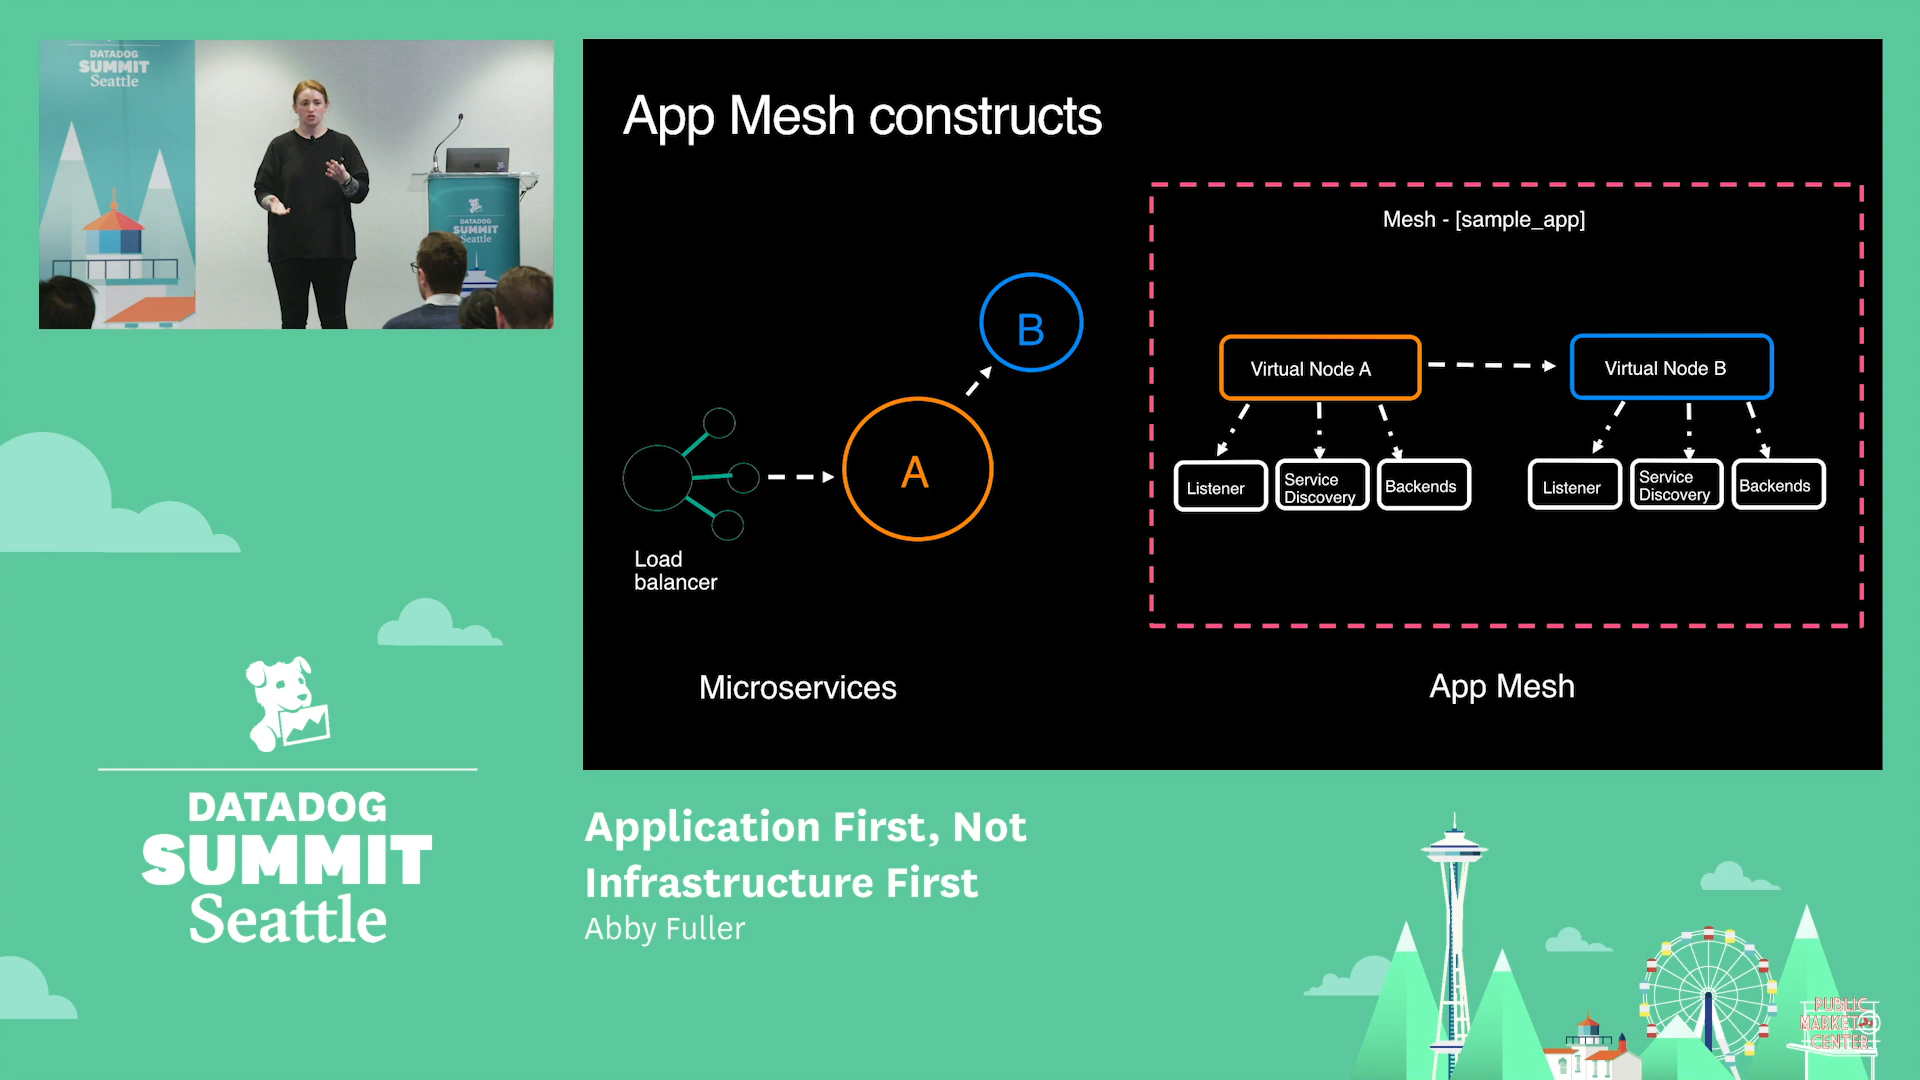 DATADOG
SUMMIT
Seattle
DATADOG
SUMMIT
Seattle
App Mesh constructs
Mesh - [sample_app]
B
Virtual Node A
Virtual Node B
A
Listener
Service
Discovery
Backends
Listener
Service
Discovery
Backends
Load
balancer
Microservices
App Mesh
DATADOG
SUMMIT
Seattle
Application First, Not
Infrastructure First
Abby Fuller
PUBLIC
MARKET
CENTER